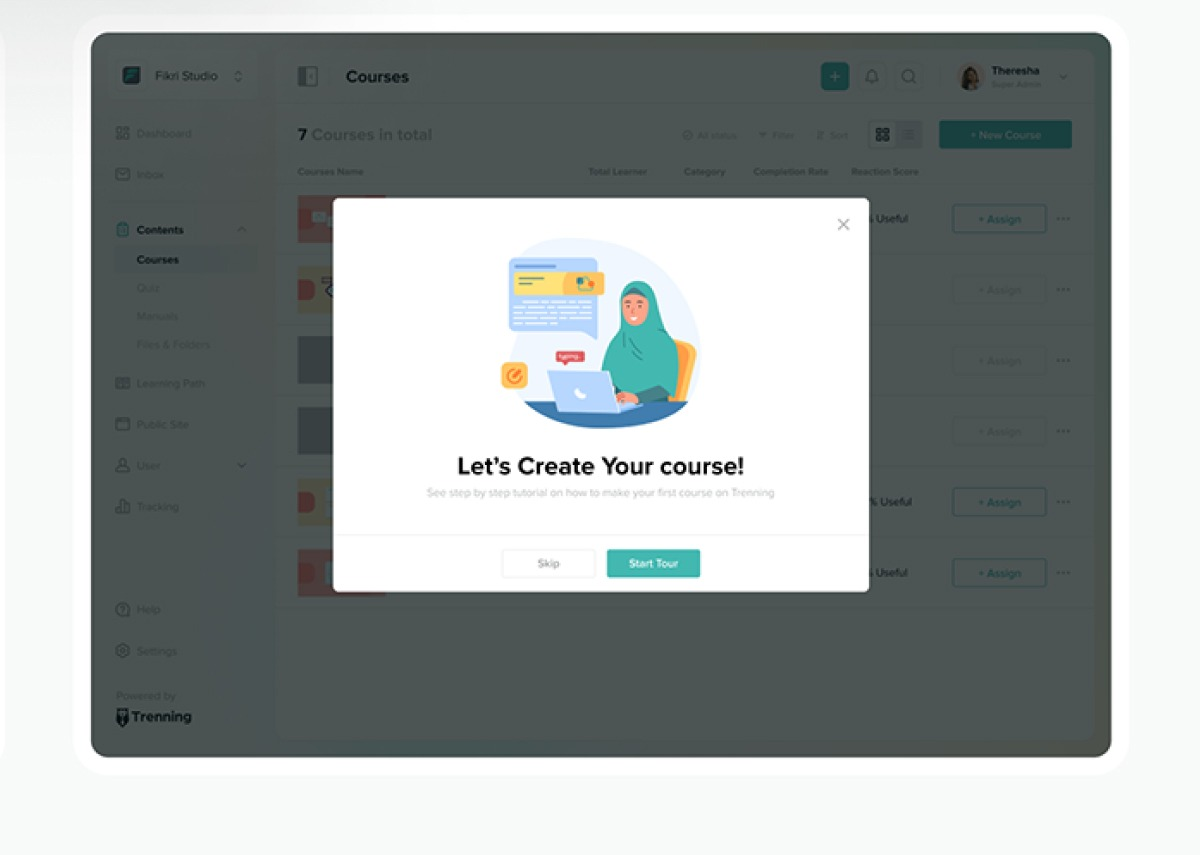 Fikri Studio
Courses
Theresha
Super Admin
Dashboard
7 Courses in total
All status
Filter
Sort
+ New Course
Inbox
Courses Name
Total Learner
Category
Completion Rate
Reaction Score
Contents
Useful
+ Assign
Courses
Quiz
+ Assign
Manuals
Files & Folders
+ Assign
Learning Path
Public Site
+ Assign
User
typing..
Let's Create Your course!
See step by step tutorial on how to make your first course on Trenning
Tracking
% Useful
+ Assign
Skip
Start Tour
Useful
+ Assign
Help
Settings
Powered by
Trenning